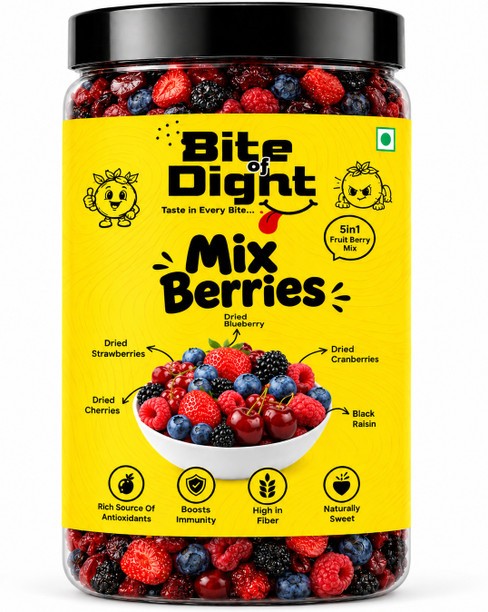 Bite
of
Dight
Taste in Every Bite...
5in1
Fruit Berry
Mix
Mix
Berries
Dried
Blueberry
Dried
Strawberries
Dried
Cranberries
Dried
Cherries
Black
Raisin
Rich Source Of
Antioxidants
Boosts
Immunity
High in
Fiber
Naturally
Sweet